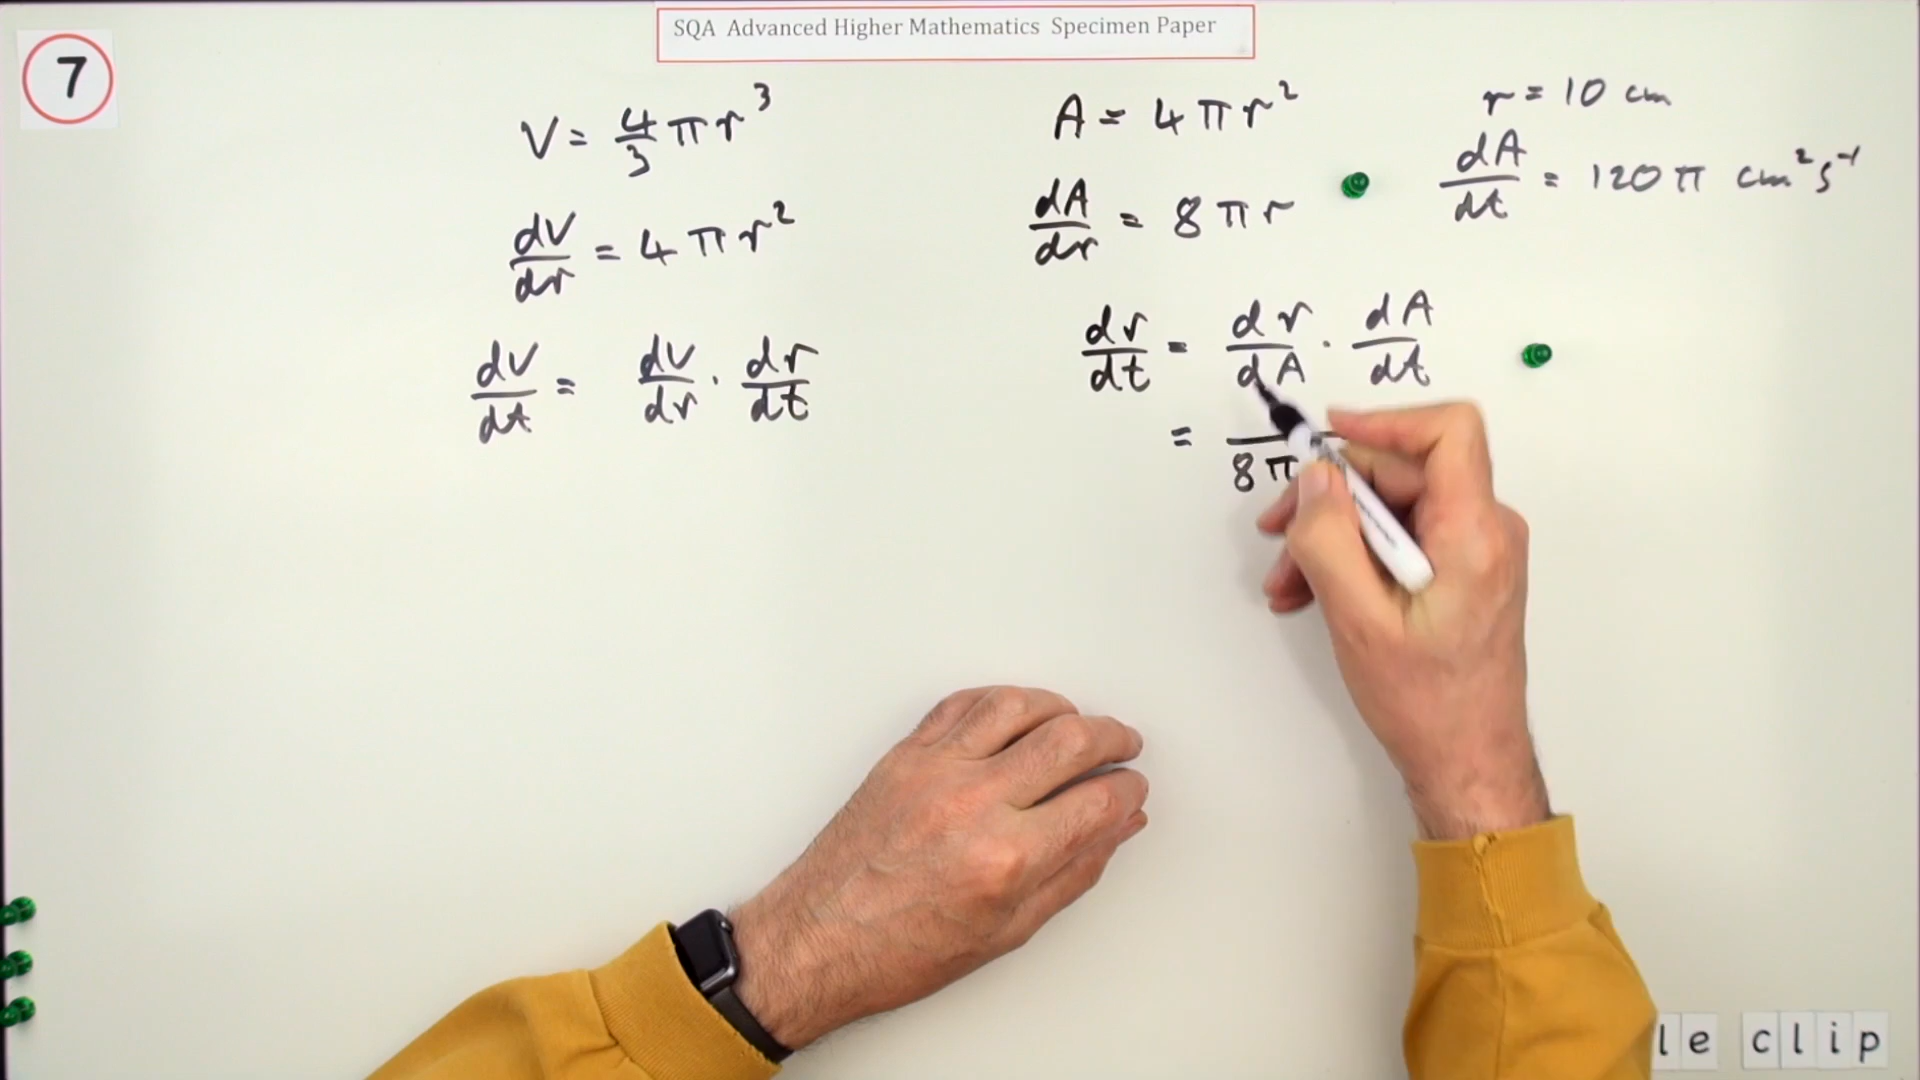 SQA Advanced Higher Mathematics Specimen Paper
7
V = 4/3 π r³
dV/dr = 4 π r²
dV/dt = dV/dr · dr/dt
A = 4 π r²
dA/dr = 8 π r
dr/dt = dr/dA · dA/dt
= /8 π
r = 10 cm
dA/dt = 120 π cm² s⁻¹
le clip